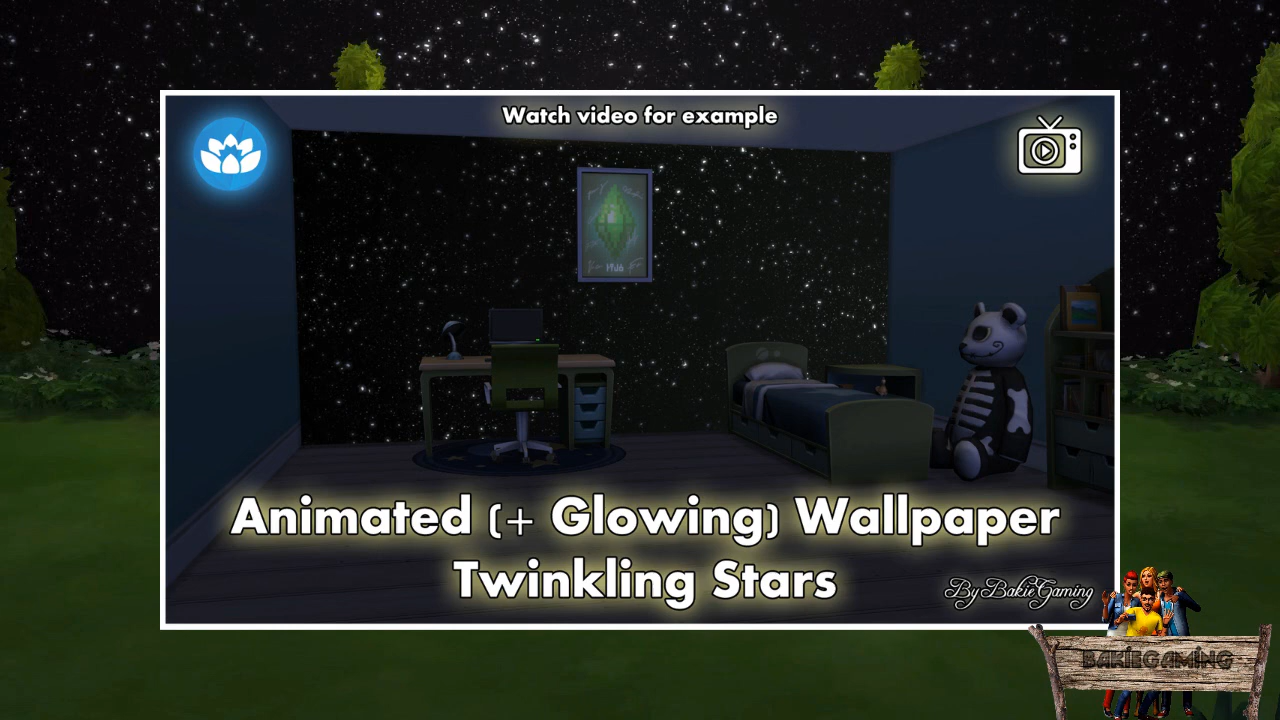 Watch video for example
Animated (+ Glowing) Wallpaper
Twinkling Stars
By BakieGaming
BAKIEGAMING